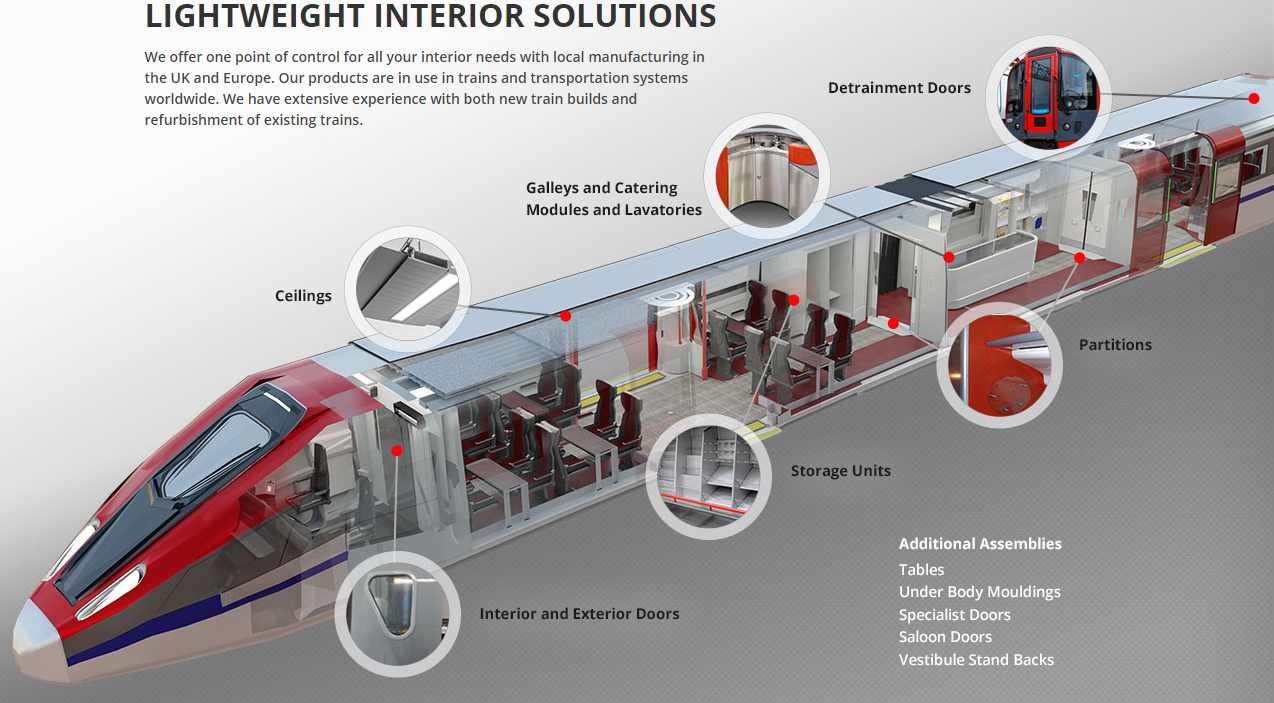 LIGHTWEIGHT INTERIOR SOLUTIONS
We offer one point of control for all your interior needs with local manufacturing in
the UK and Europe. Our products are in use in trains and transportation systems
worldwide. We have extensive experience with both new train builds and
refurbishment of existing trains.
Detrainment Doors
Galleys and Catering
Modules and Lavatories
Ceilings
Partitions
Storage Units
Interior and Exterior Doors
Additional Assemblies
Tables
Under Body Mouldings
Specialist Doors
Saloon Doors
Vestibule Stand Backs